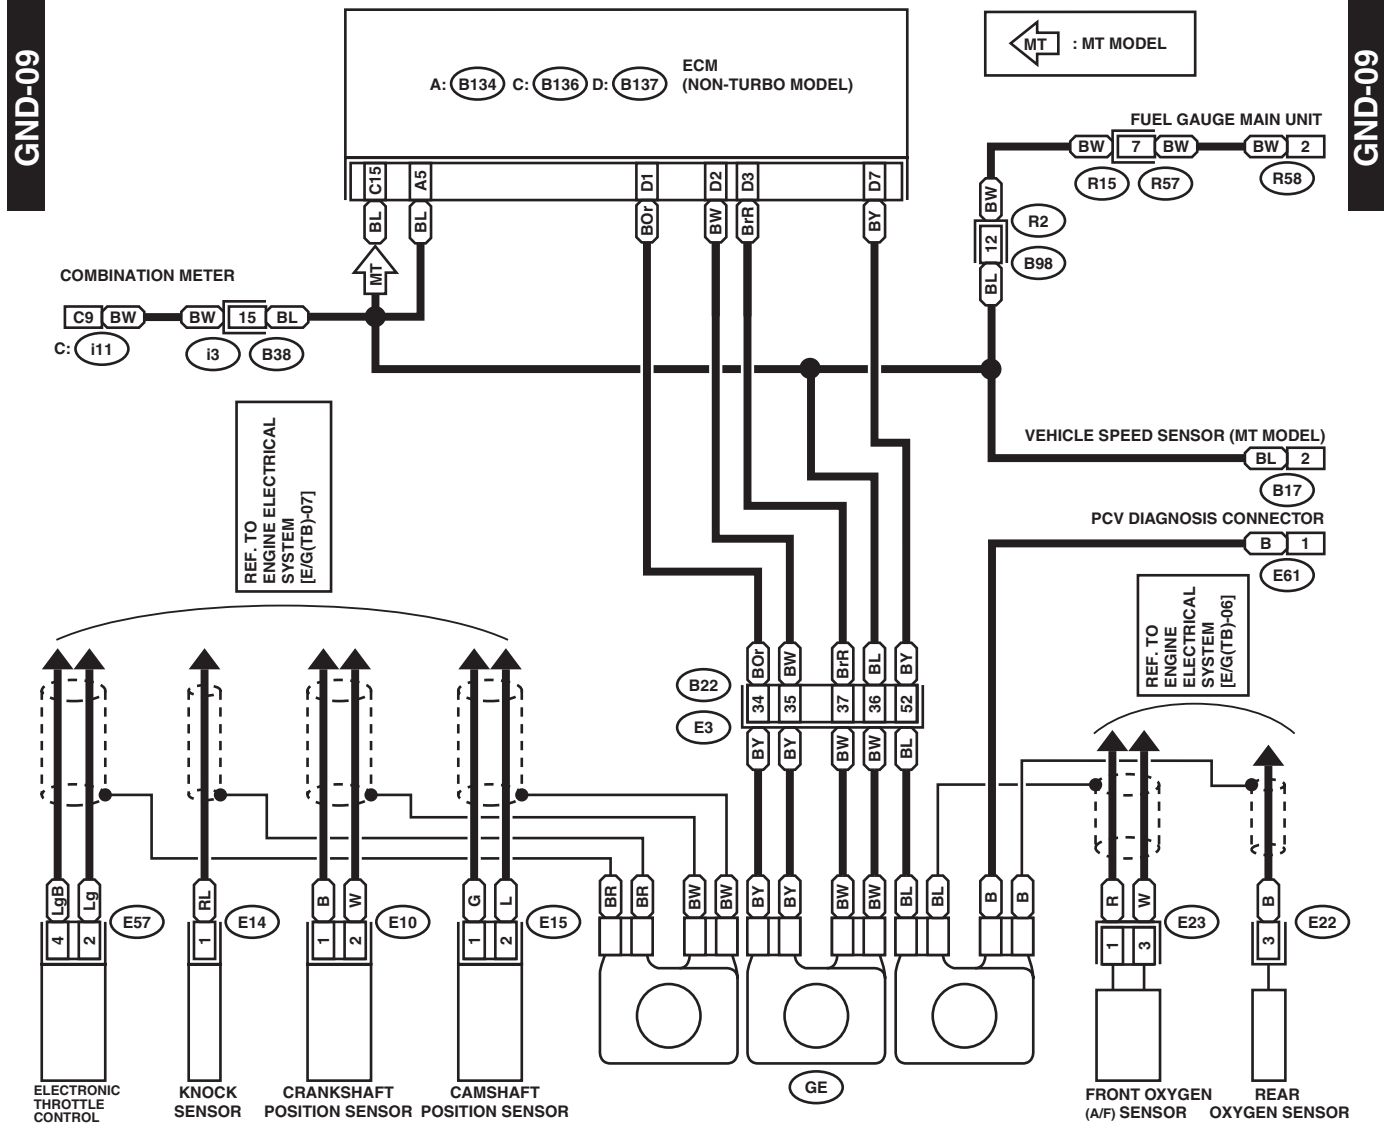 GND-09
GND-09
ECM
(NON-TURBO MODEL)
A: B134 C: B136 D: B137
MT : MT MODEL
C15 A5 D1 D2 D3 D7
BL BL BOr BW BrR BY
MT
FUEL GAUGE MAIN UNIT
BW 7 BW BW 2
R15 R57 R58
BW
R2
12
B98
BL
COMBINATION METER
C9 BW BW 15 BL
C: i11 i3 B38
VEHICLE SPEED SENSOR (MT MODEL)
BL 2
B17
PCV DIAGNOSIS CONNECTOR
B 1
E61
REF. TO
ENGINE ELECTRICAL
SYSTEM
[E/G(TB)-07]
REF. TO
ENGINE
ELECTRICAL
SYSTEM
[E/G(TB)-06]
BOr BW BrR BL BY
B22
34 35 37 36 52
E3
BY BY BW BW BL
LgB Lg RL B W G L BR BR BW BW BY BY BW BW BL BL B B R W B
4 2 E57 1 E14 1 2 E10 1 2 E15 1 3 E23 3 E22
GE
ELECTRONIC
THROTTLE
CONTROL
KNOCK
SENSOR
CRANKSHAFT
POSITION SENSOR
CAMSHAFT
POSITION SENSOR
FRONT OXYGEN
(A/F) SENSOR
REAR
OXYGEN SENSOR